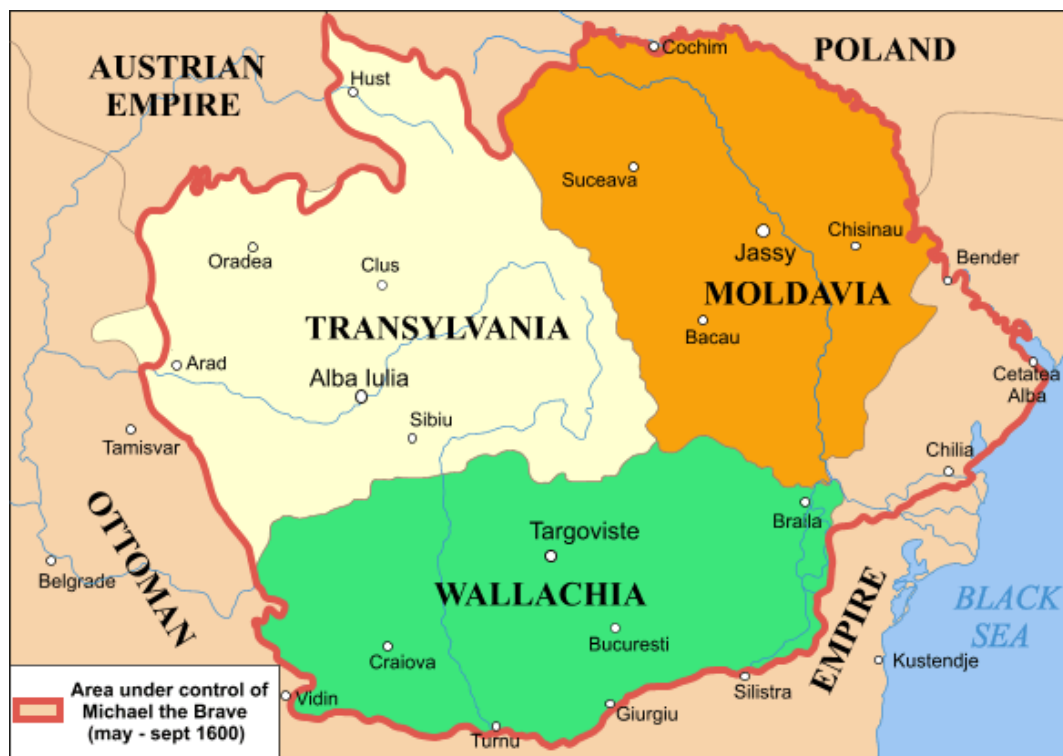 AUSTRIAN
EMPIRE
Hust
Cochim
POLAND
Suceava
Oradea
Clus
Jassy
Chisinau
Bender
TRANSYLVANIA
MOLDAVIA
Bacau
Arad
Alba Iulia
Cetatea
Alba
Sibiu
Tamisvar
Chilia
OTTOMAN
Braila
Targoviste
Belgrade
WALLACHIA
EMPIRE
BLACK
SEA
Bucuresti
Craiova
Kustendje
Silistra
Vidin
Giurgiu
Turnu
Area under control of
Michael the Brave
(may - sept 1600)